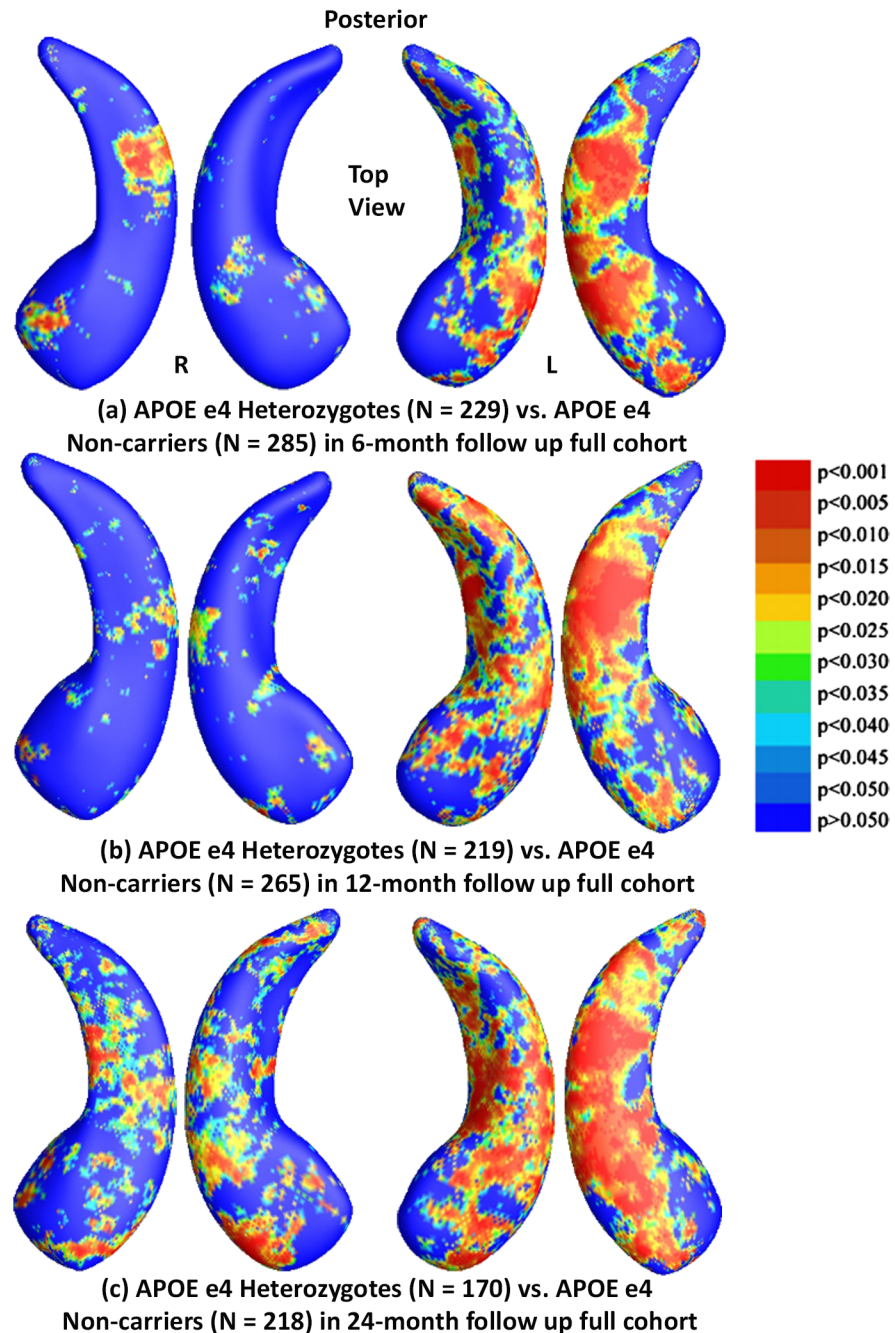 Posterior
Top
View
R
L
(a) APOE e4 Heterozygotes (N = 229) vs. APOE e4
Non-carriers (N = 285) in 6-month follow up full cohort
p<0.001
p<0.005
p<0.010
p<0.015
p<0.020
p<0.025
p<0.030
p<0.035
p<0.040
p<0.045
p<0.050
p>0.050
(b) APOE e4 Heterozygotes (N = 219) vs. APOE e4
Non-carriers (N = 265) in 12-month follow up full cohort
(c) APOE e4 Heterozygotes (N = 170) vs. APOE e4
Non-carriers (N = 218) in 24-month follow up full cohort